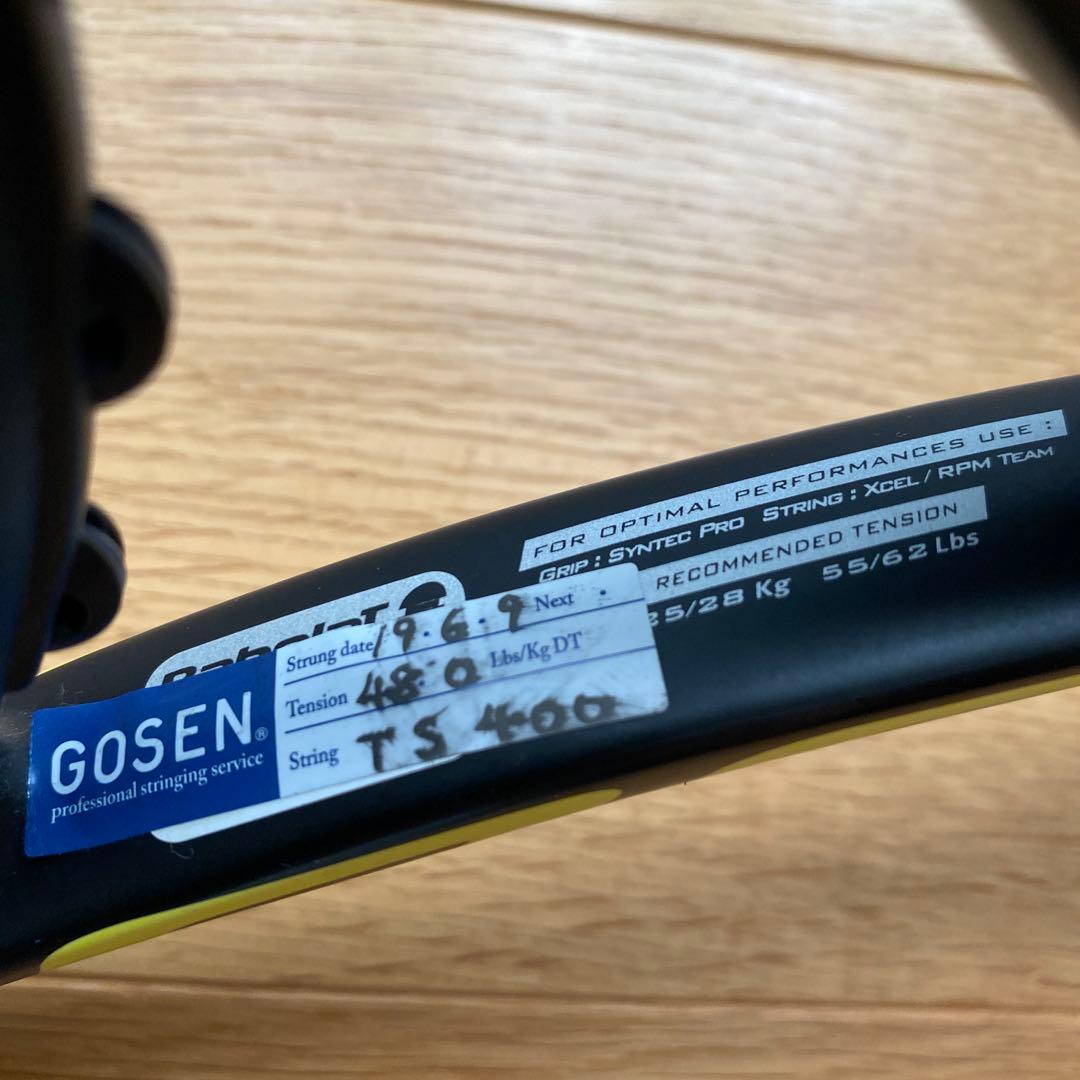 FOR OPTIMAL PERFORMANCES USE :
GRIP : SYNTEC PRO STRING : XCEL / RPM TEAM
RECOMMENDED TENSION
25/28 Kg 55/62 Lbs
BaboLaT
GOSEN®
professional stringing service
Strung date 19.6.9 Next .
Tension 48.0 Lbs/Kg DT
String TS 400